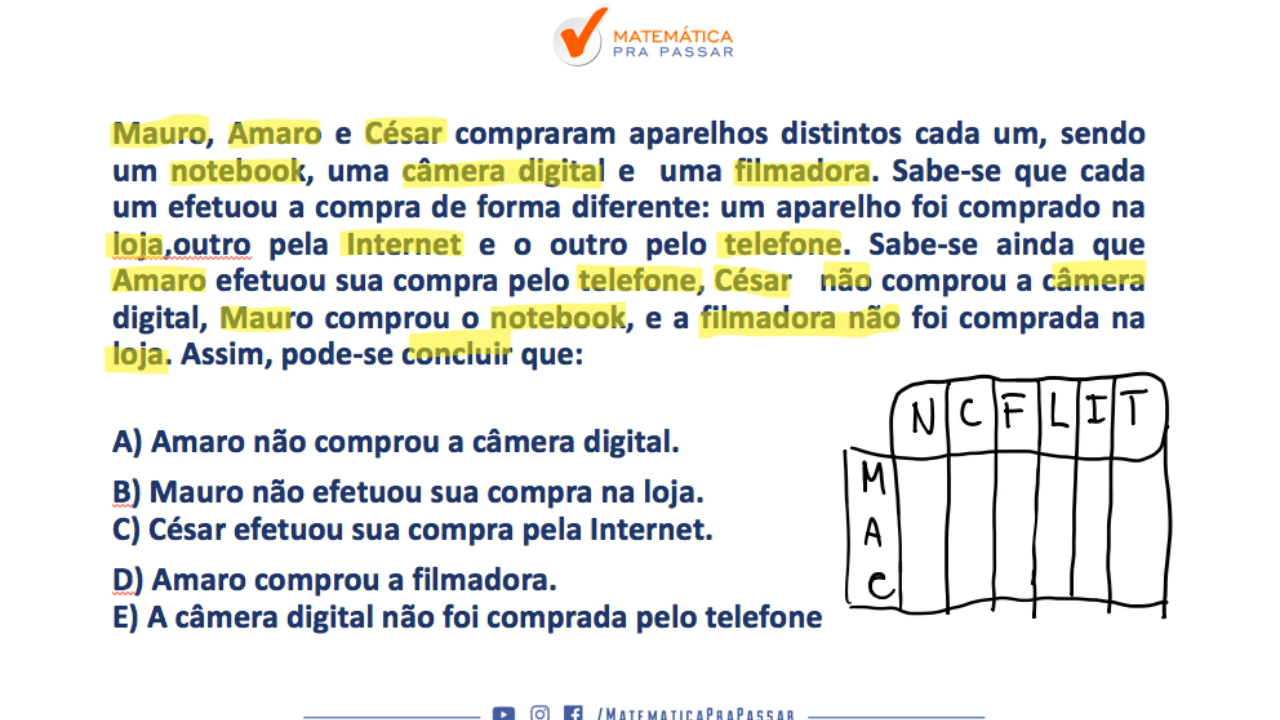 MATEMÁTICA
PRA PASSAR
Mauro, Amaro e César compraram aparelhos distintos cada um, sendo
um notebook, uma câmera digital e uma filmadora. Sabe-se que cada
um efetuou a compra de forma diferente: um aparelho foi comprado na
loja,outro pela Internet e o outro pelo telefone. Sabe-se ainda que
Amaro efetuou sua compra pelo telefone, César não comprou a câmera
digital, Mauro comprou o notebook, e a filmadora não foi comprada na
loja. Assim, pode-se concluir que:
A) Amaro não comprou a câmera digital.
B) Mauro não efetuou sua compra na loja.
C) César efetuou sua compra pela Internet.
D) Amaro comprou a filmadora.
E) A câmera digital não foi comprada pelo telefone
N C F L I T
M
A
C
/MATEMATICAPRAPASSAR